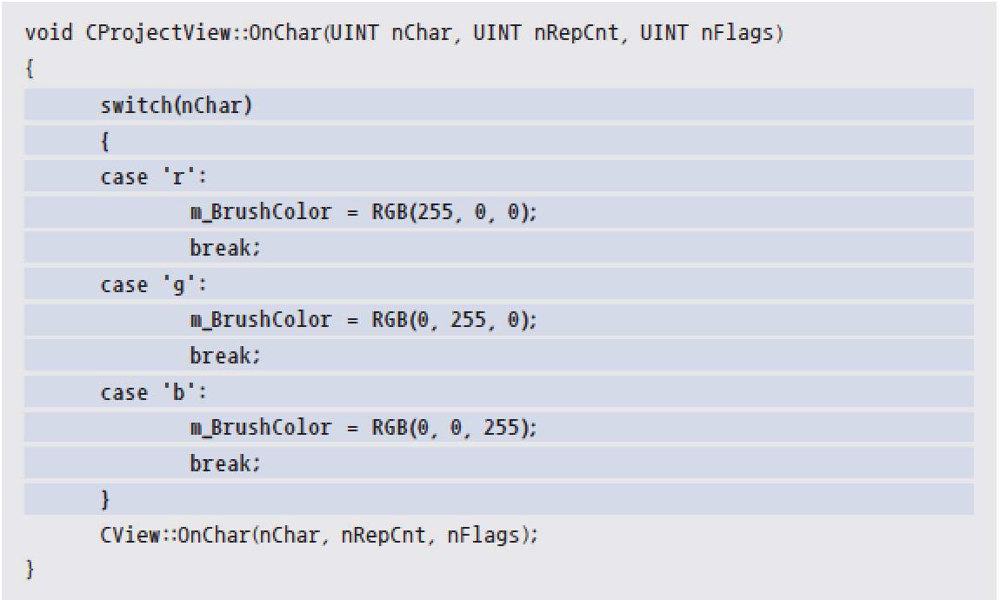 void CProjectView::OnChar(UINT nChar, UINT nRepCnt, UINT nFlags)
{
switch(nChar)
{
case 'r':
m_BrushColor = RGB(255, 0, 0);
break;
case 'g':
m_BrushColor = RGB(0, 255, 0);
break;
case 'b':
m_BrushColor = RGB(0, 0, 255);
break;
}
CView::OnChar(nChar, nRepCnt, nFlags);
}